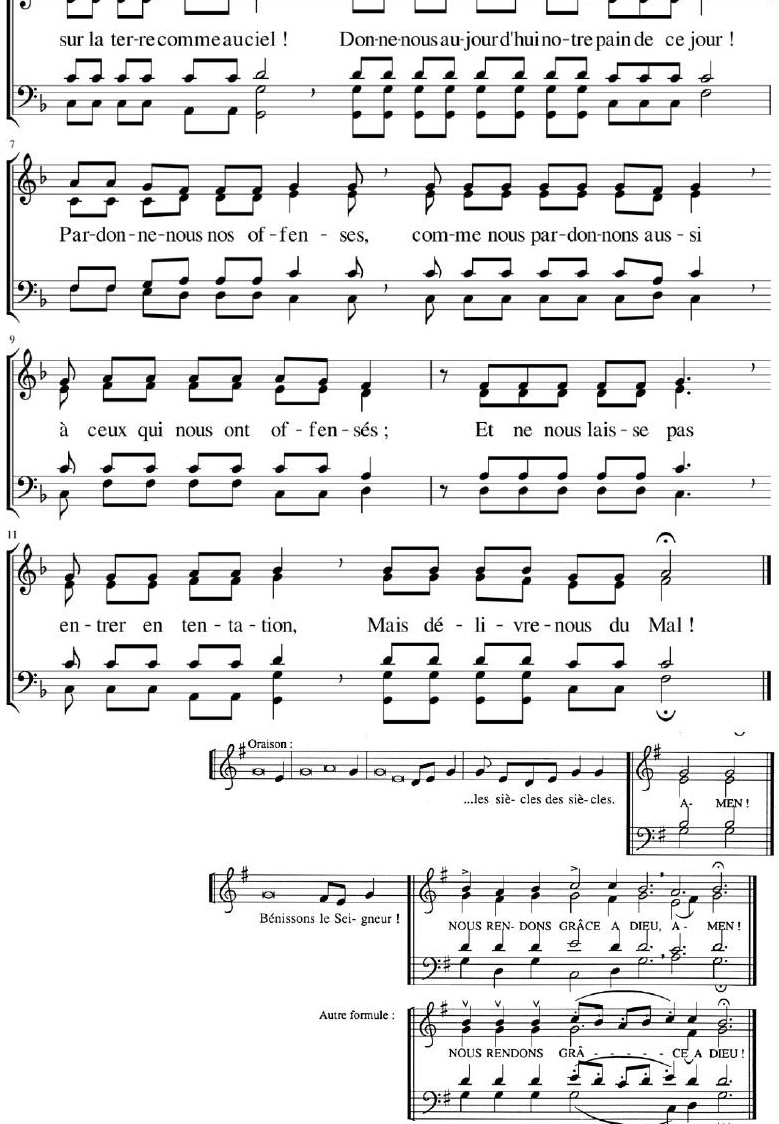 sur la ter-re comme au ciel ! Don-ne-nous au-jourd'hui no-tre pain de ce jour !
7
Par-don-ne-nous nos of-fen - ses, com-me nous par-don-nons aus-si
9
à ceux qui nous ont of-fen-sés ; Et ne nous lais-se pas
11
en-trer en ten-ta-tion, Mais dé-li-vre-nous du Mal !
Oraison :
...les siè- cles des siè- cles.
A- MEN !
Bénissons le Sei- gneur !
NOUS REN- DONS GRÂCE A DIEU, A- MEN !
Autre formule :
NOUS RENDONS GRÂ - - - - - CE A DIEU !